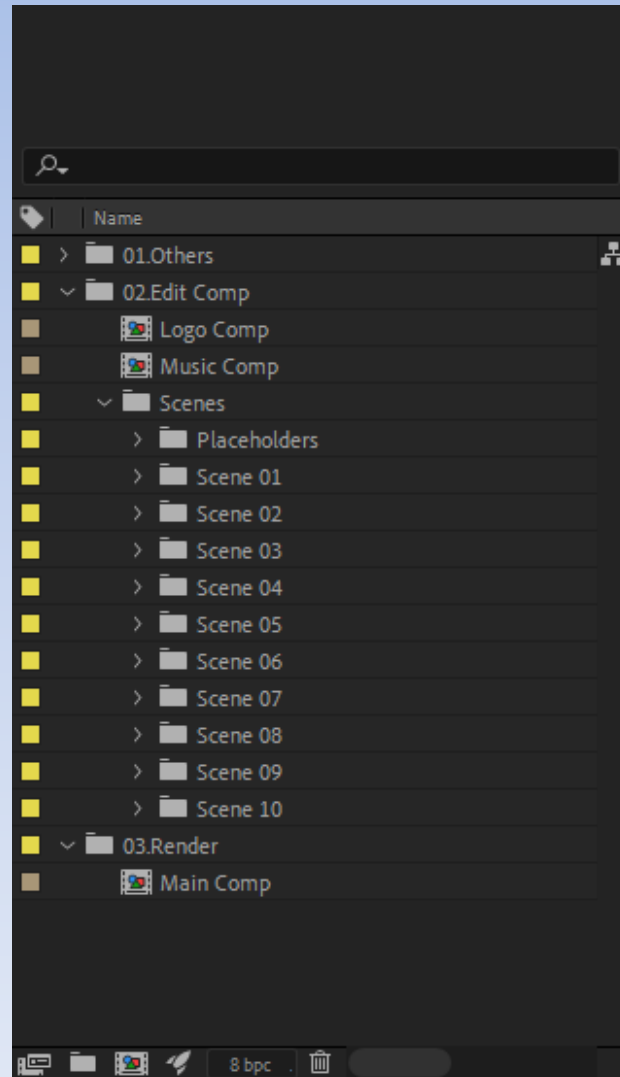 Name
01.Others
02.Edit Comp
Logo Comp
Music Comp
Scenes
Placeholders
Scene 01
Scene 02
Scene 03
Scene 04
Scene 05
Scene 06
Scene 07
Scene 08
Scene 09
Scene 10
03.Render
Main Comp
8 bpc